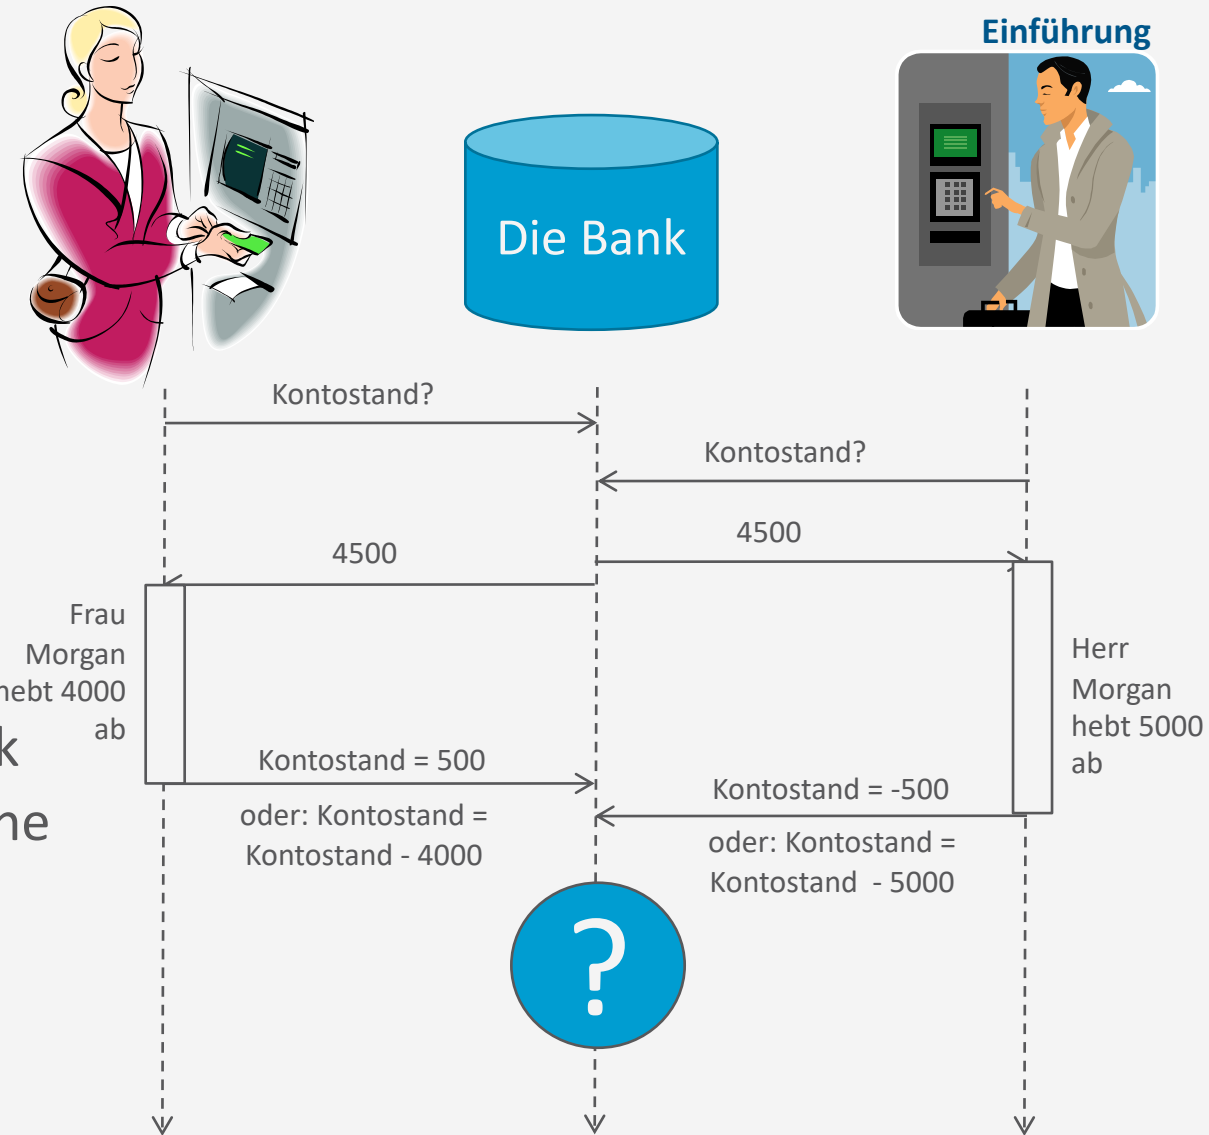 Einführung
Die Bank
Kontostand?
Kontostand?
4500
4500
Frau
Morgan
hebt 4000
ab
Herr
Morgan
hebt 5000
ab
Kontostand = 500
oder: Kontostand =
Kontostand - 4000
Kontostand = -500
oder: Kontostand =
Kontostand - 5000
?